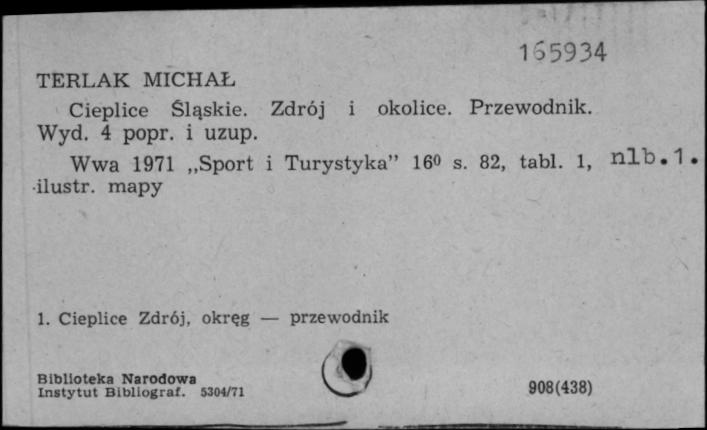 165934
TERLAK MICHAŁ
Cieplice Śląskie. Zdrój i okolice. Przewodnik.
Wyd. 4 popr. i uzup.
Wwa 1971 „Sport i Turystyka” 16⁰ s. 82, tabl. 1, nlb.1.
ilustr. mapy
1. Cieplice Zdrój, okręg — przewodnik
Biblioteka Narodowa
Instytut Bibliograf. 5304/71
908(438)